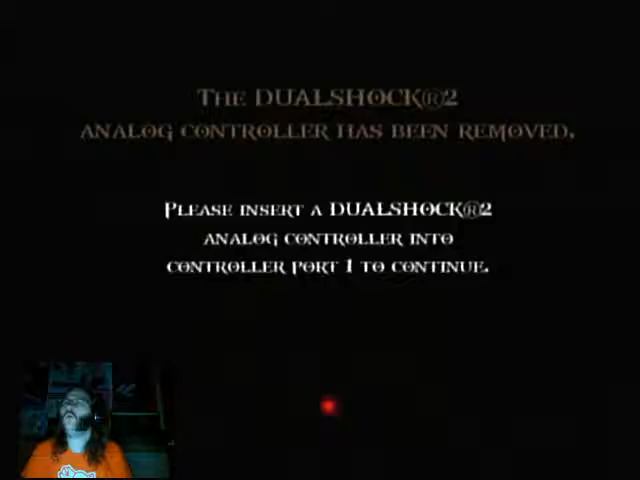 The DUALSHOCK®2
analog controller has been removed.
Please insert a DUALSHOCK®2
analog controller into
controller port 1 to continue.